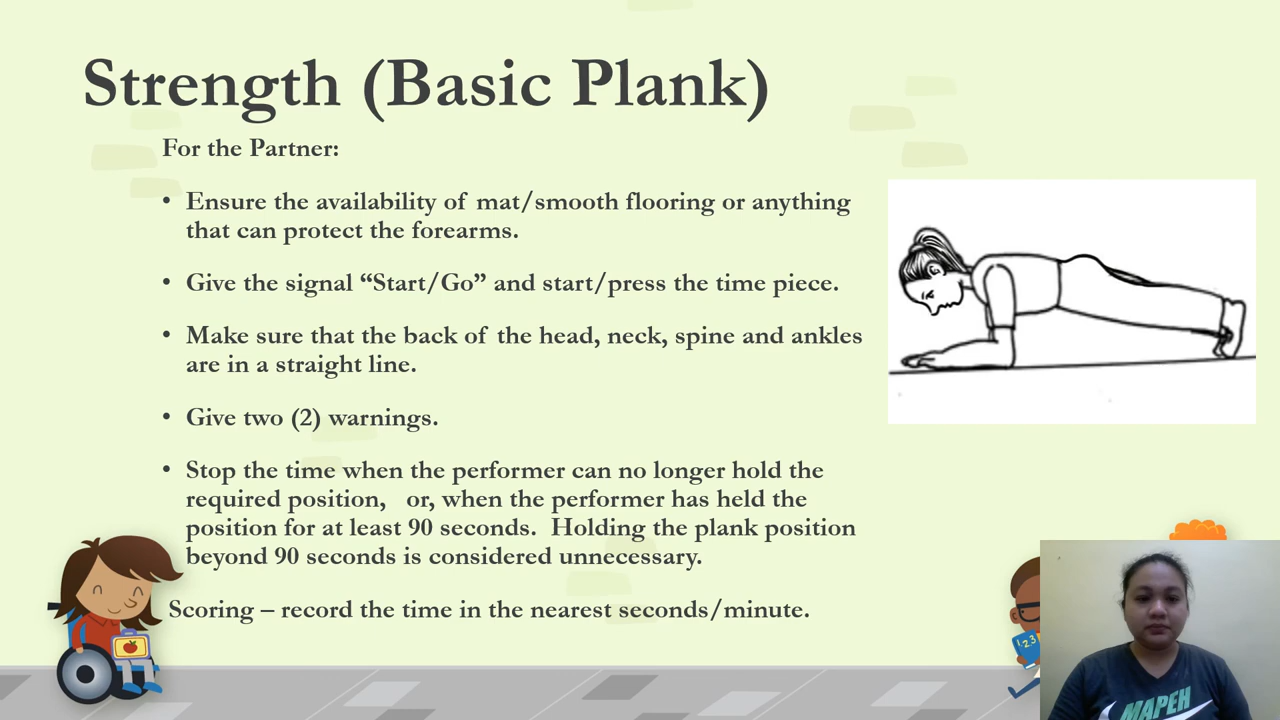 Strength (Basic Plank)
For the Partner:
• Ensure the availability of mat/smooth flooring or anything
that can protect the forearms.
• Give the signal “Start/Go” and start/press the time piece.
• Make sure that the back of the head, neck, spine and ankles
are in a straight line.
• Give two (2) warnings.
• Stop the time when the performer can no longer hold the
required position, or, when the performer has held the
position for at least 90 seconds. Holding the plank position
beyond 90 seconds is considered unnecessary.
Scoring – record the time in the nearest seconds/minute.
123
MAPEH